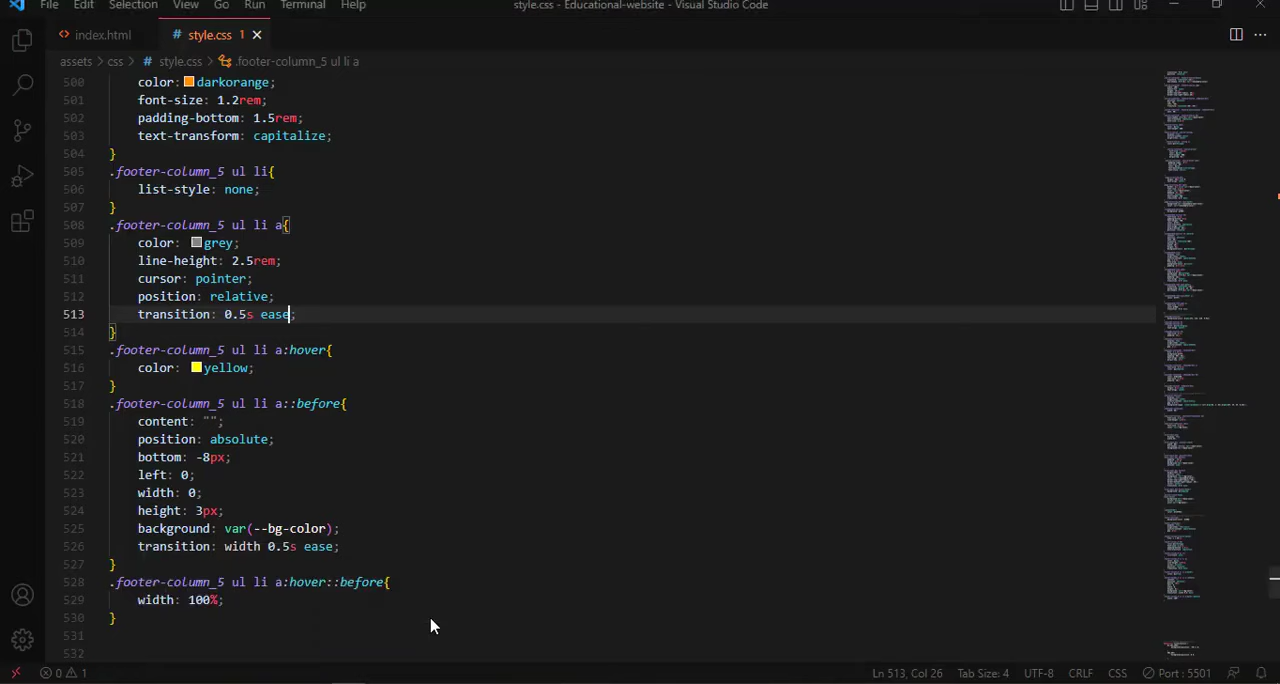 File Edit Selection View Go Run Terminal Help style.css - Educational-website - Visual Studio Code
index.html style.css 1
assets > css > style.css > .footer-column_5 ul li a
500 color: darkorange;
501 font-size: 1.2rem;
502 padding-bottom: 1.5rem;
503 text-transform: capitalize;
504 }
505 .footer-column_5 ul li{
506 list-style: none;
507 }
508 .footer-column_5 ul li a{
509 color: grey;
510 line-height: 2.5rem;
511 cursor: pointer;
512 position: relative;
513 transition: 0.5s ease;
514 }
515 .footer-column_5 ul li a:hover{
516 color: yellow;
517 }
518 .footer-column_5 ul li a::before{
519 content: "";
520 position: absolute;
521 bottom: -8px;
522 left: 0;
523 width: 0;
524 height: 3px;
525 background: var(--bg-color);
526 transition: width 0.5s ease;
527 }
528 .footer-column_5 ul li a:hover::before{
529 width: 100%;
530 }
531
532
0 1 Ln 513, Col 26 Tab Size: 4 UTF-8 CRLF CSS Port : 5501